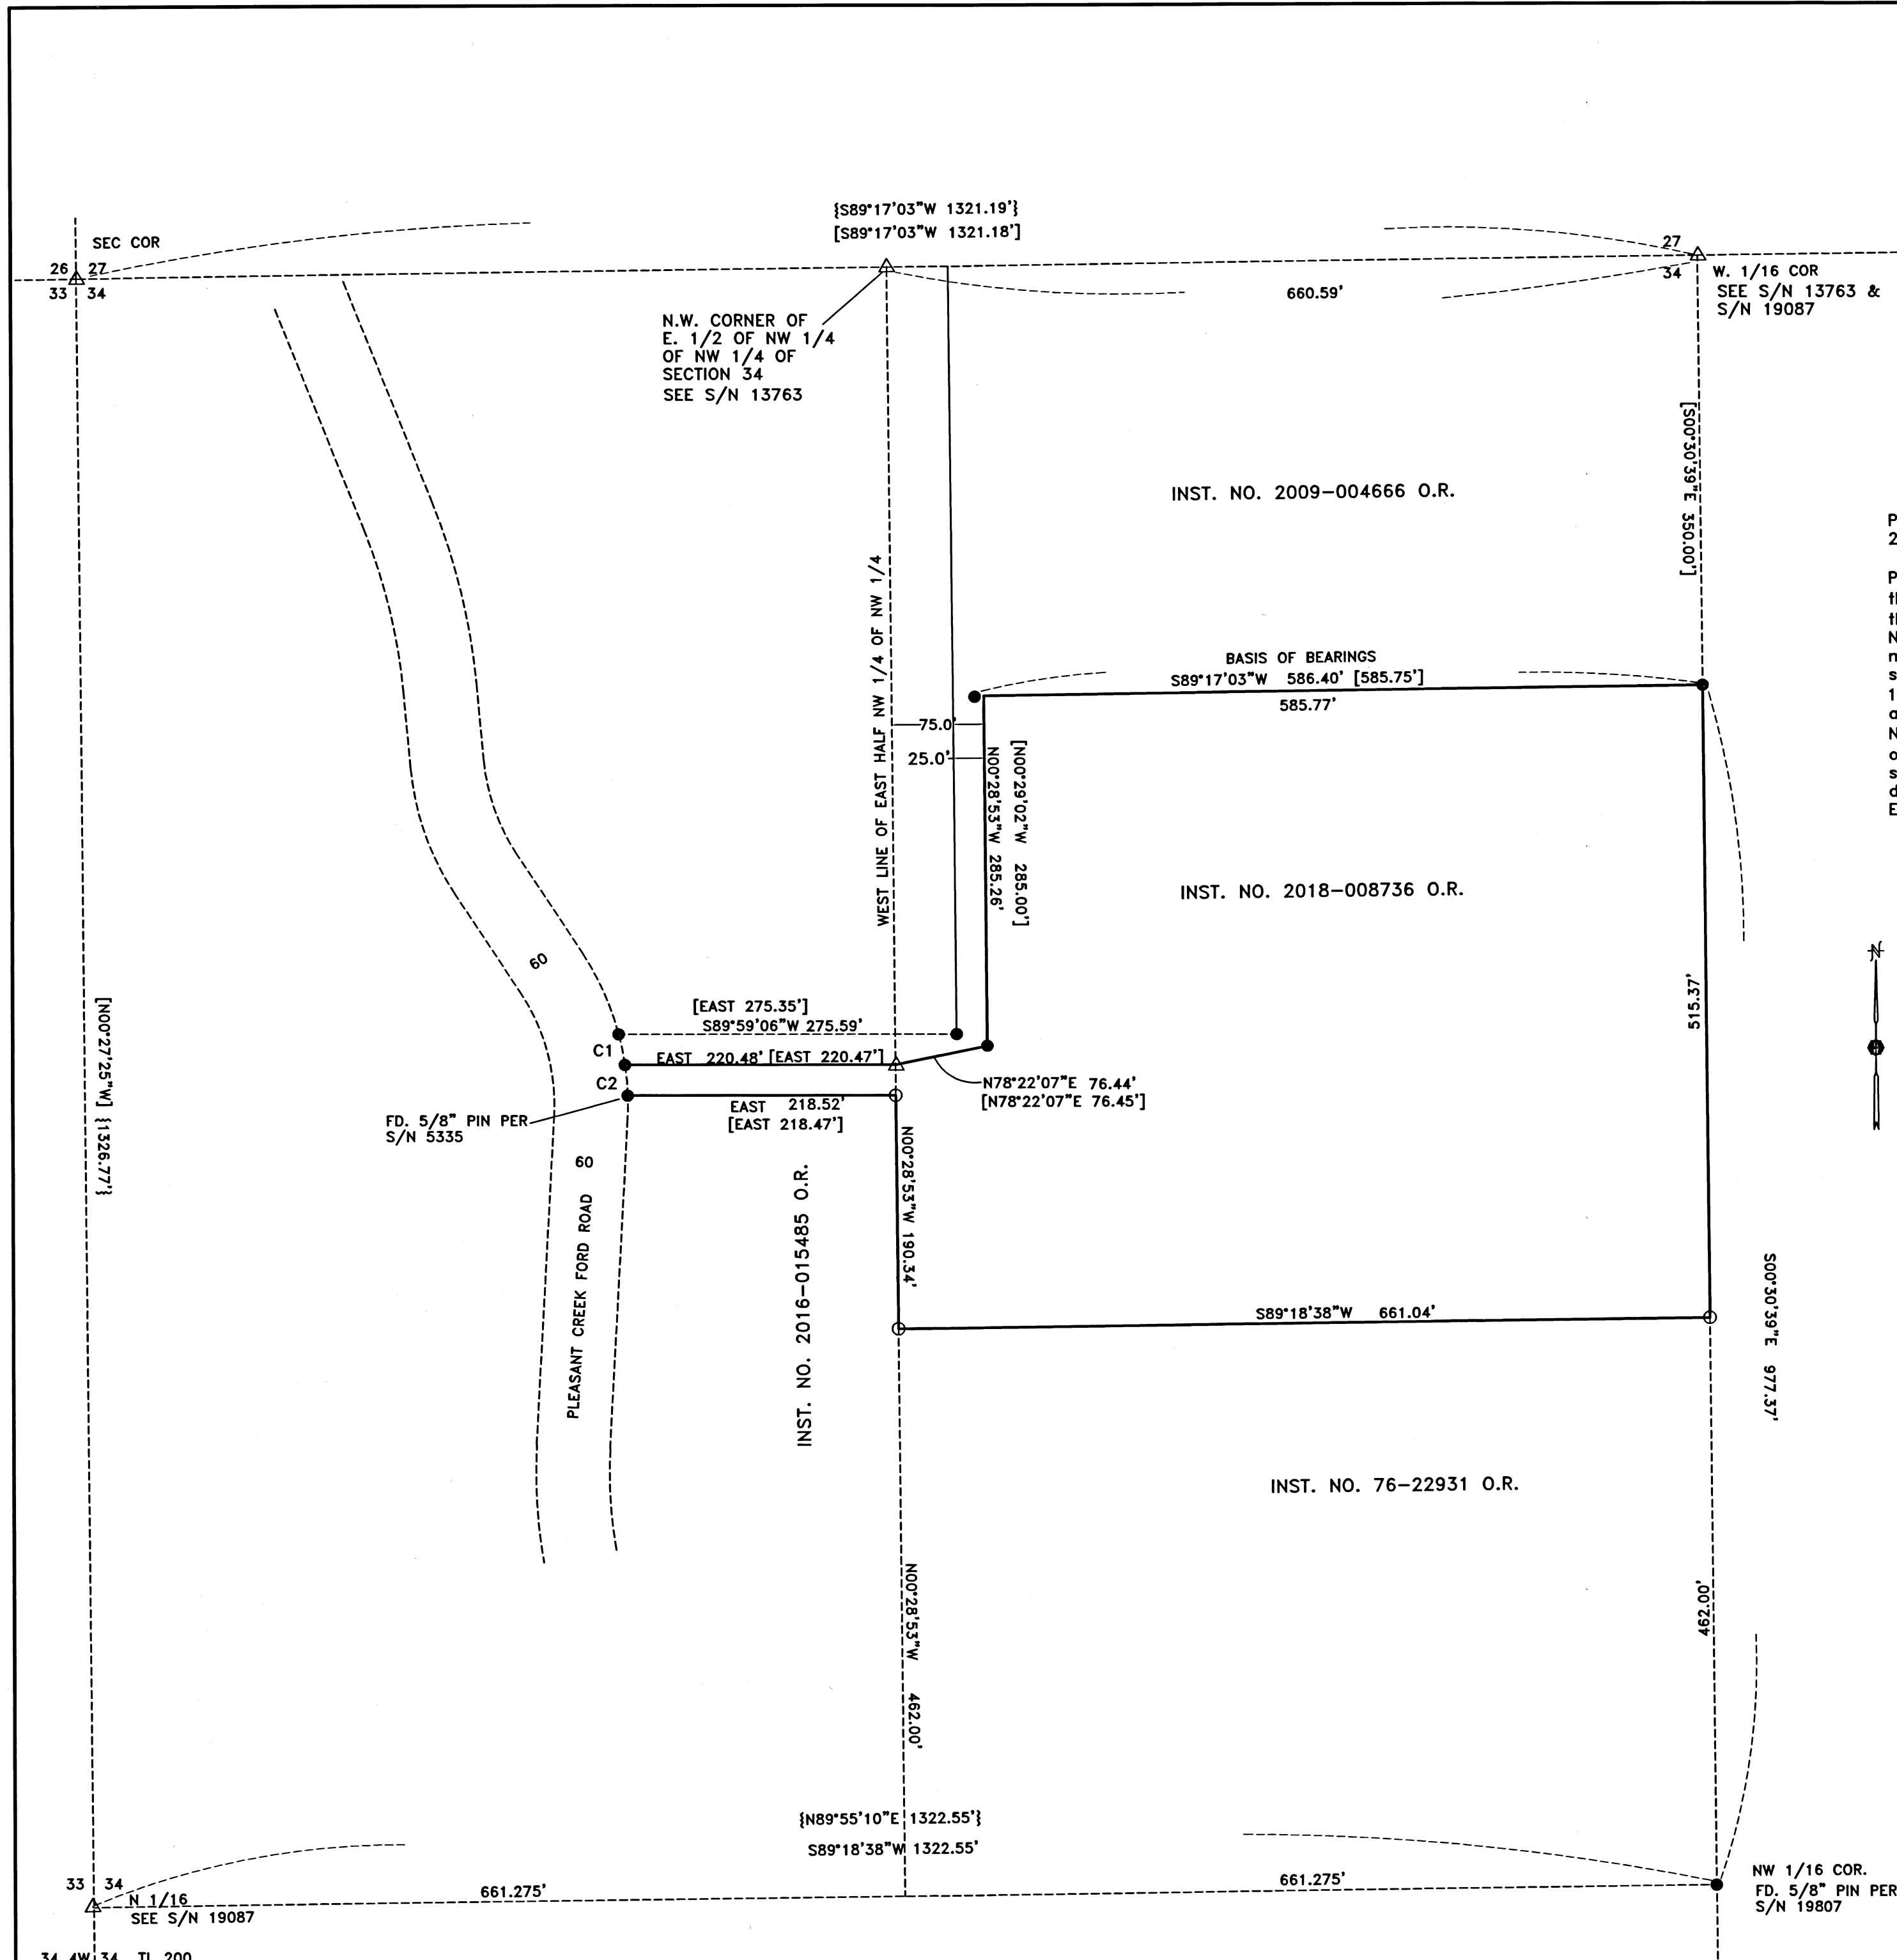 {S89°17'03"W 1321.19'}
[S89°17'03"W 1321.18']
SEC COR
26 27
33 34
27
34
W. 1/16 COR
SEE S/N 13763 &
S/N 19087
660.59'
N.W. CORNER OF
E. 1/2 OF NW 1/4
OF NW 1/4 OF
SECTION 34
SEE S/N 13763
[S00°30'39"E 350.00']
INST. NO. 2009-004666 O.R.
WEST LINE OF EAST HALF NW 1/4 OF NW 1/4
BASIS OF BEARINGS
S89°17'03"W 586.40' [585.75']
585.77'
75.0'
25.0'
N00°28'53"W 285.26'
[N00°29'02"W 285.00']
INST. NO. 2018-008736 O.R.
60
[EAST 275.35']
S89°59'06"W 275.59'
C1
EAST 220.48' [EAST 220.47']
C2
N78°22'07"E 76.44'
[N78°22'07"E 76.45']
EAST 218.52'
[EAST 218.47']
FD. 5/8" PIN PER
S/N 5335
515.37'
N
[N00°27'25"W] {1326.77'}
60
PLEASANT CREEK FORD ROAD
INST. NO. 2016-015485 O.R.
N00°28'53"W 190.34'
S89°18'38"W 661.04'
S00°30'39"E 977.37'
INST. NO. 76-22931 O.R.
N00°28'53"W 462.00'
462.00'
{N89°55'10"E 1322.55'}
S89°18'38"W 1322.55'
33 34
N 1/16
SEE S/N 19087
661.275'
661.275'
NW 1/16 COR.
FD. 5/8" PIN PER
S/N 19807
34 4W 34 TL 200